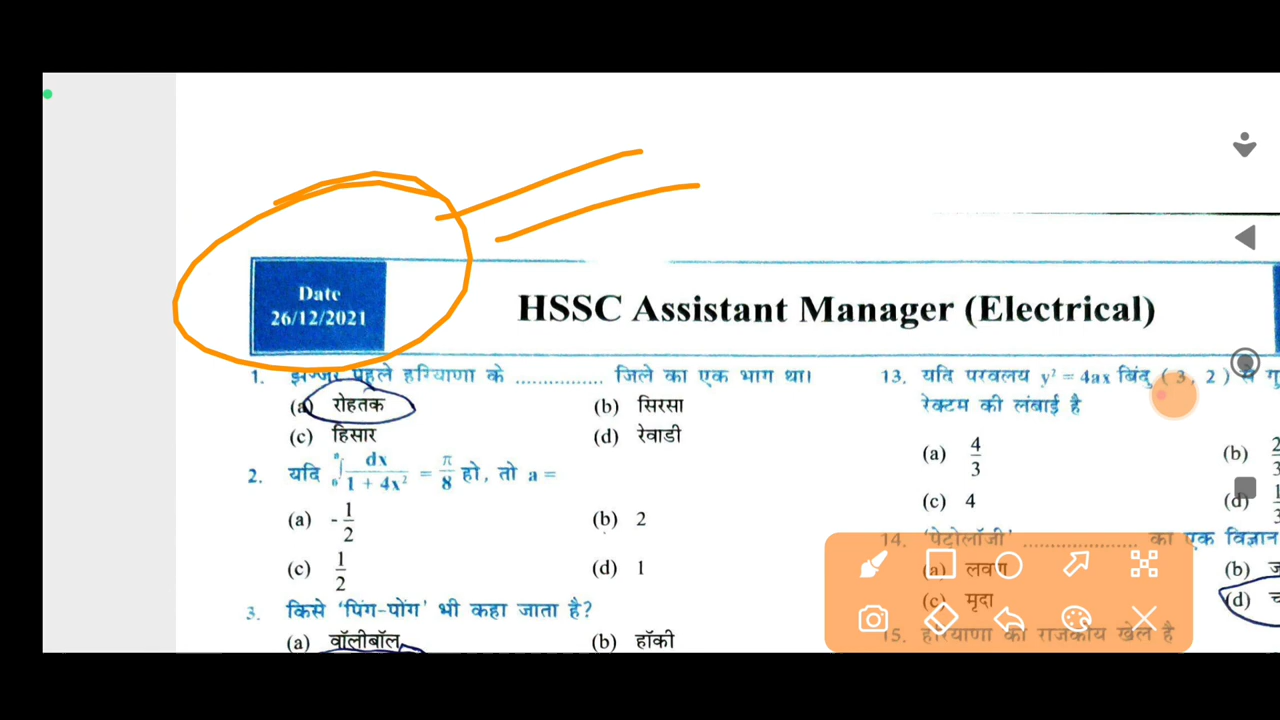 Date
26/12/2021
HSSC Assistant Manager (Electrical)
1. झज्जर पहले हरियाणा के ................ जिले का एक भाग था।
(a) रोहतक (b) सिरसा
(c) हिसार (d) रेवाडी
2. यदि ∫₀ᵃ dx/(1 + 4x²) = π/8 हो, तो a =
(a) -1/2 (b) 2
(c) 1/2 (d) 1
3. किसे ‘पिंग-पोंग’ भी कहा जाता है?
(a) वॉलीबॉल (b) हॉकी
13. यदि परवलय y² = 4ax बिंदु (3, 2) से
रेक्टम की लंबाई है
(a) 4/3 (b)
(c) 4 (d)
14. ‘पेटोलॉजी’ ..................... का एक विज्ञान
(a) लवण (b)
(c) मृदा (d)
15. हरियाणा का राजकीय खेल है